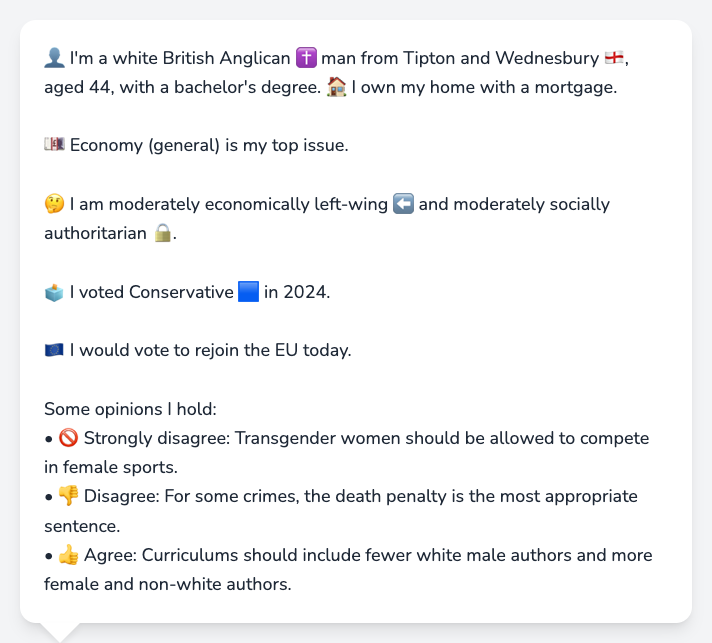 👤 I'm a white British Anglican ✝️ man from Tipton and Wednesbury 🏴󠁧󠁢󠁥󠁮󠁧󠁿,
aged 44, with a bachelor's degree. 🏠 I own my home with a mortgage.
💷 Economy (general) is my top issue.
🤔 I am moderately economically left-wing ⬅️ and moderately socially
authoritarian 🔒.
🗳️ I voted Conservative 🟦 in 2024.
🇪🇺 I would vote to rejoin the EU today.
Some opinions I hold:
• 🚫 Strongly disagree: Transgender women should be allowed to compete
in female sports.
• 👎 Disagree: For some crimes, the death penalty is the most appropriate
sentence.
• 👍 Agree: Curriculums should include fewer white male authors and more
female and non-white authors.